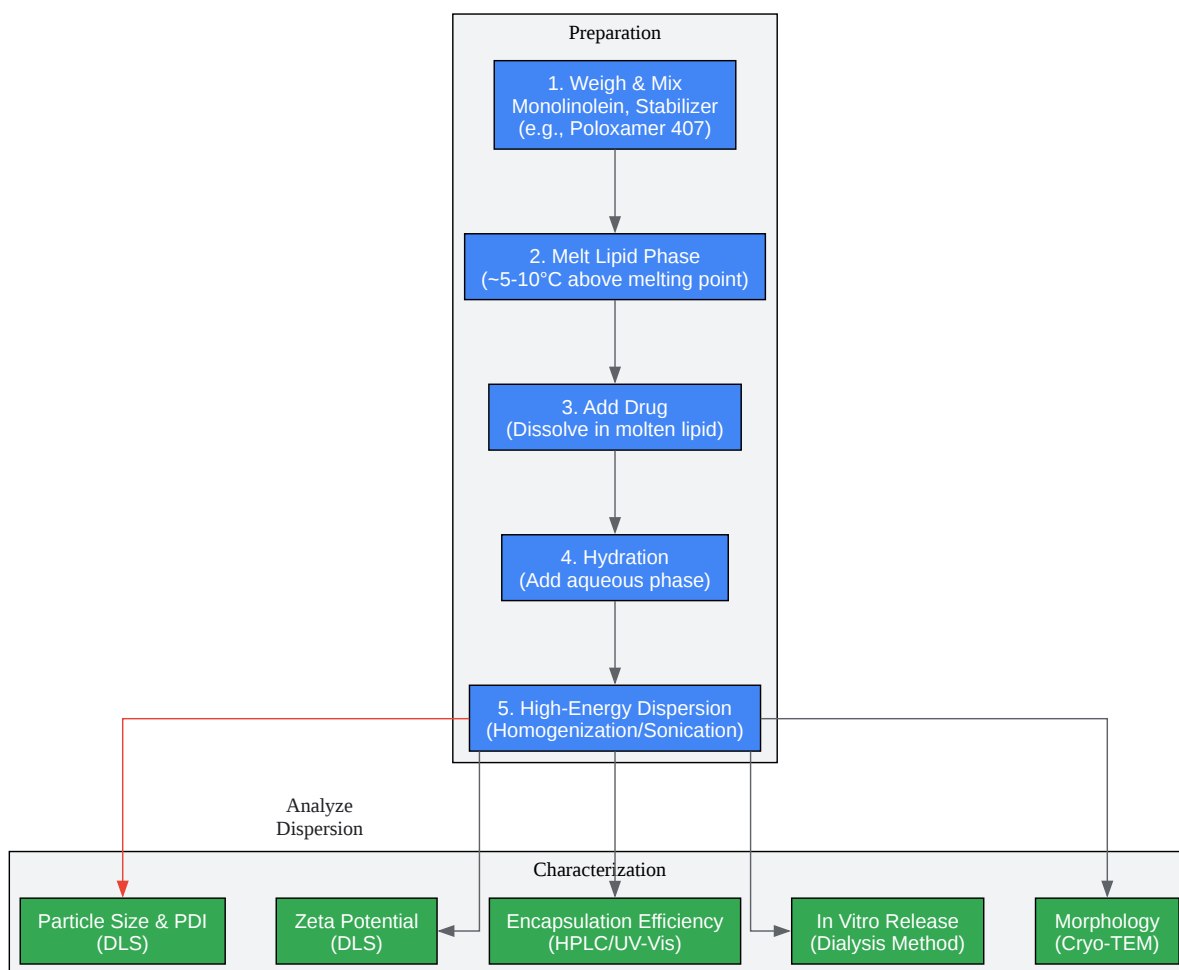 Preparation
1. Weigh & Mix
Monolinolein, Stabilizer
(e.g., Poloxamer 407)
2. Melt Lipid Phase
(~5-10°C above melting point)
3. Add Drug
(Dissolve in molten lipid)
4. Hydration
(Add aqueous phase)
5. High-Energy Dispersion
(Homogenization/Sonication)
Analyze
Dispersion
Characterization
Particle Size & PDI
(DLS)
Zeta Potential
(DLS)
Encapsulation Efficiency
(HPLC/UV-Vis)
In Vitro Release
(Dialysis Method)
Morphology
(Cryo-TEM)